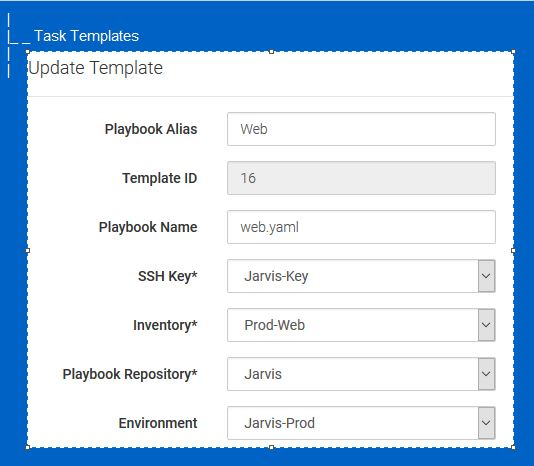 |
|_ _ Task Templates
|
|
Update Template
Playbook Alias Web
Template ID 16
Playbook Name web.yaml
SSH Key* Jarvis-Key
Inventory* Prod-Web
Playbook Repository* Jarvis
Environment Jarvis-Prod